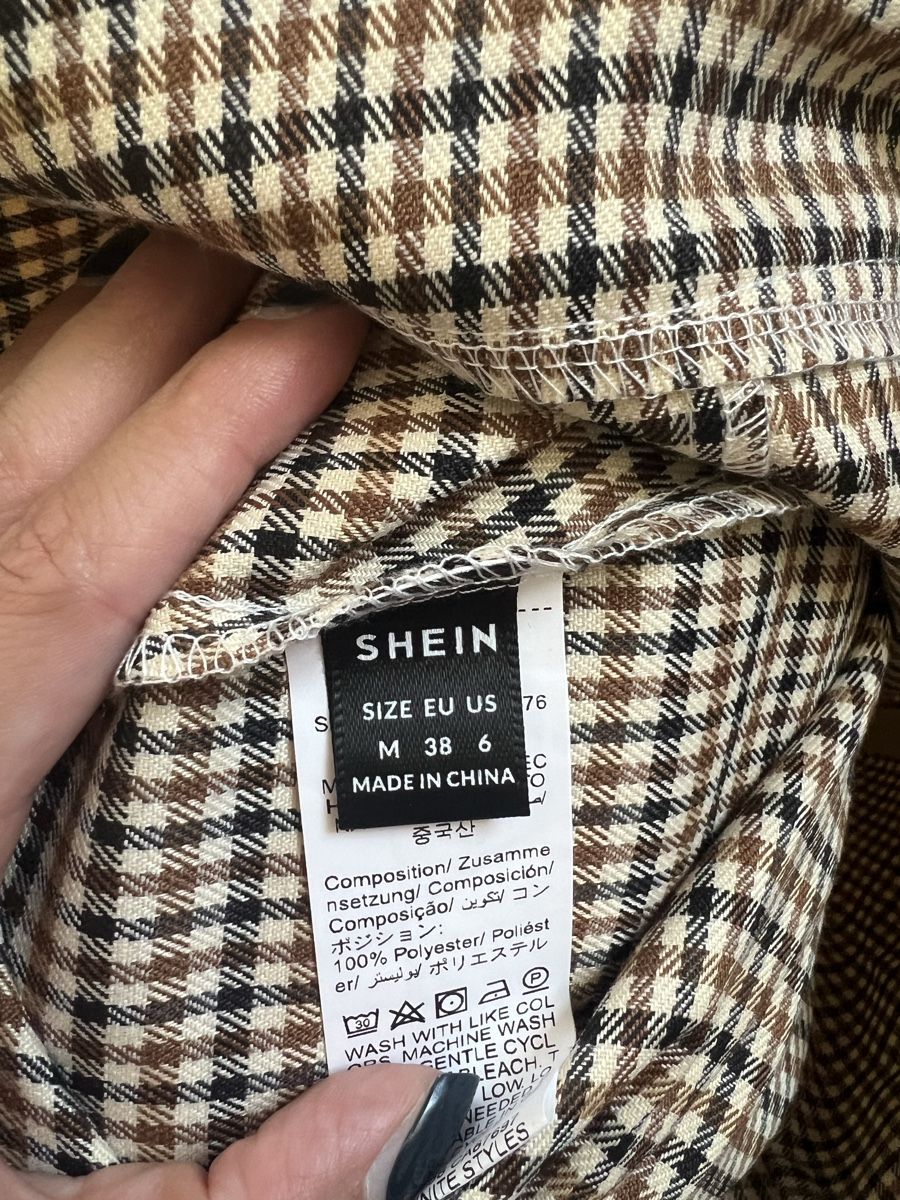 SHEIN
SIZE EU US
M 38 6
MADE IN CHINA
76
중국산
Composition/ Zusamme
nsetzung/ Composición/
Composição/ تكوين/ コン
ポジション:
100% Polyester/ Poliést
er/ بوليستر/ ポリエステル
30
P
WASH WITH LIKE COL
ORS, MACHINE WASH
GENTLE CYCL
BLEACH, T
LOW,
NEEDED
STYLES